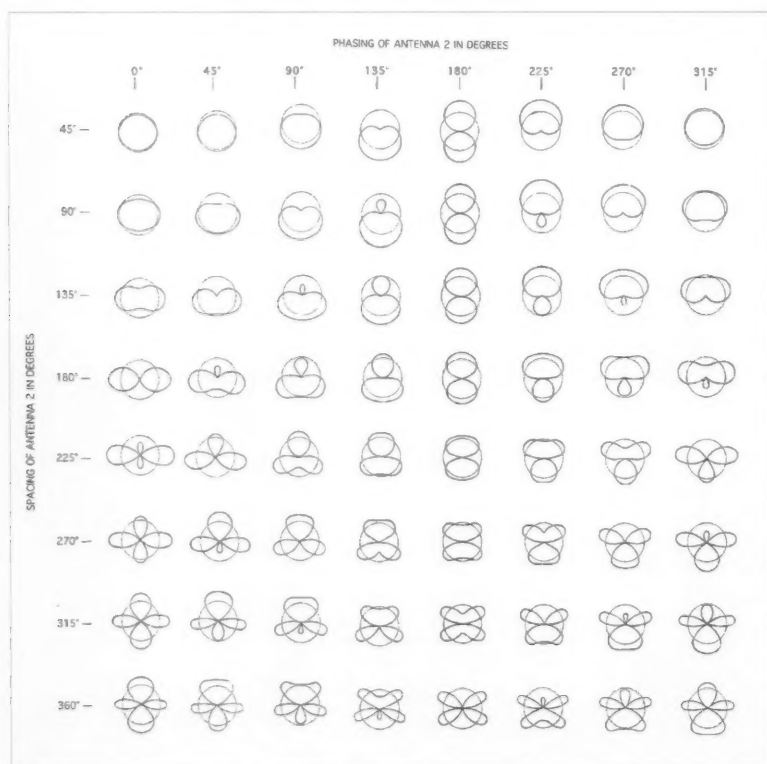 PHASING OF ANTENNA 2 IN DEGREES
0° 45° 90° 135° 180° 225° 270° 315°
SPACING OF ANTENNA 2 IN DEGREES
45°
90°
135°
180°
225°
270°
315°
360°